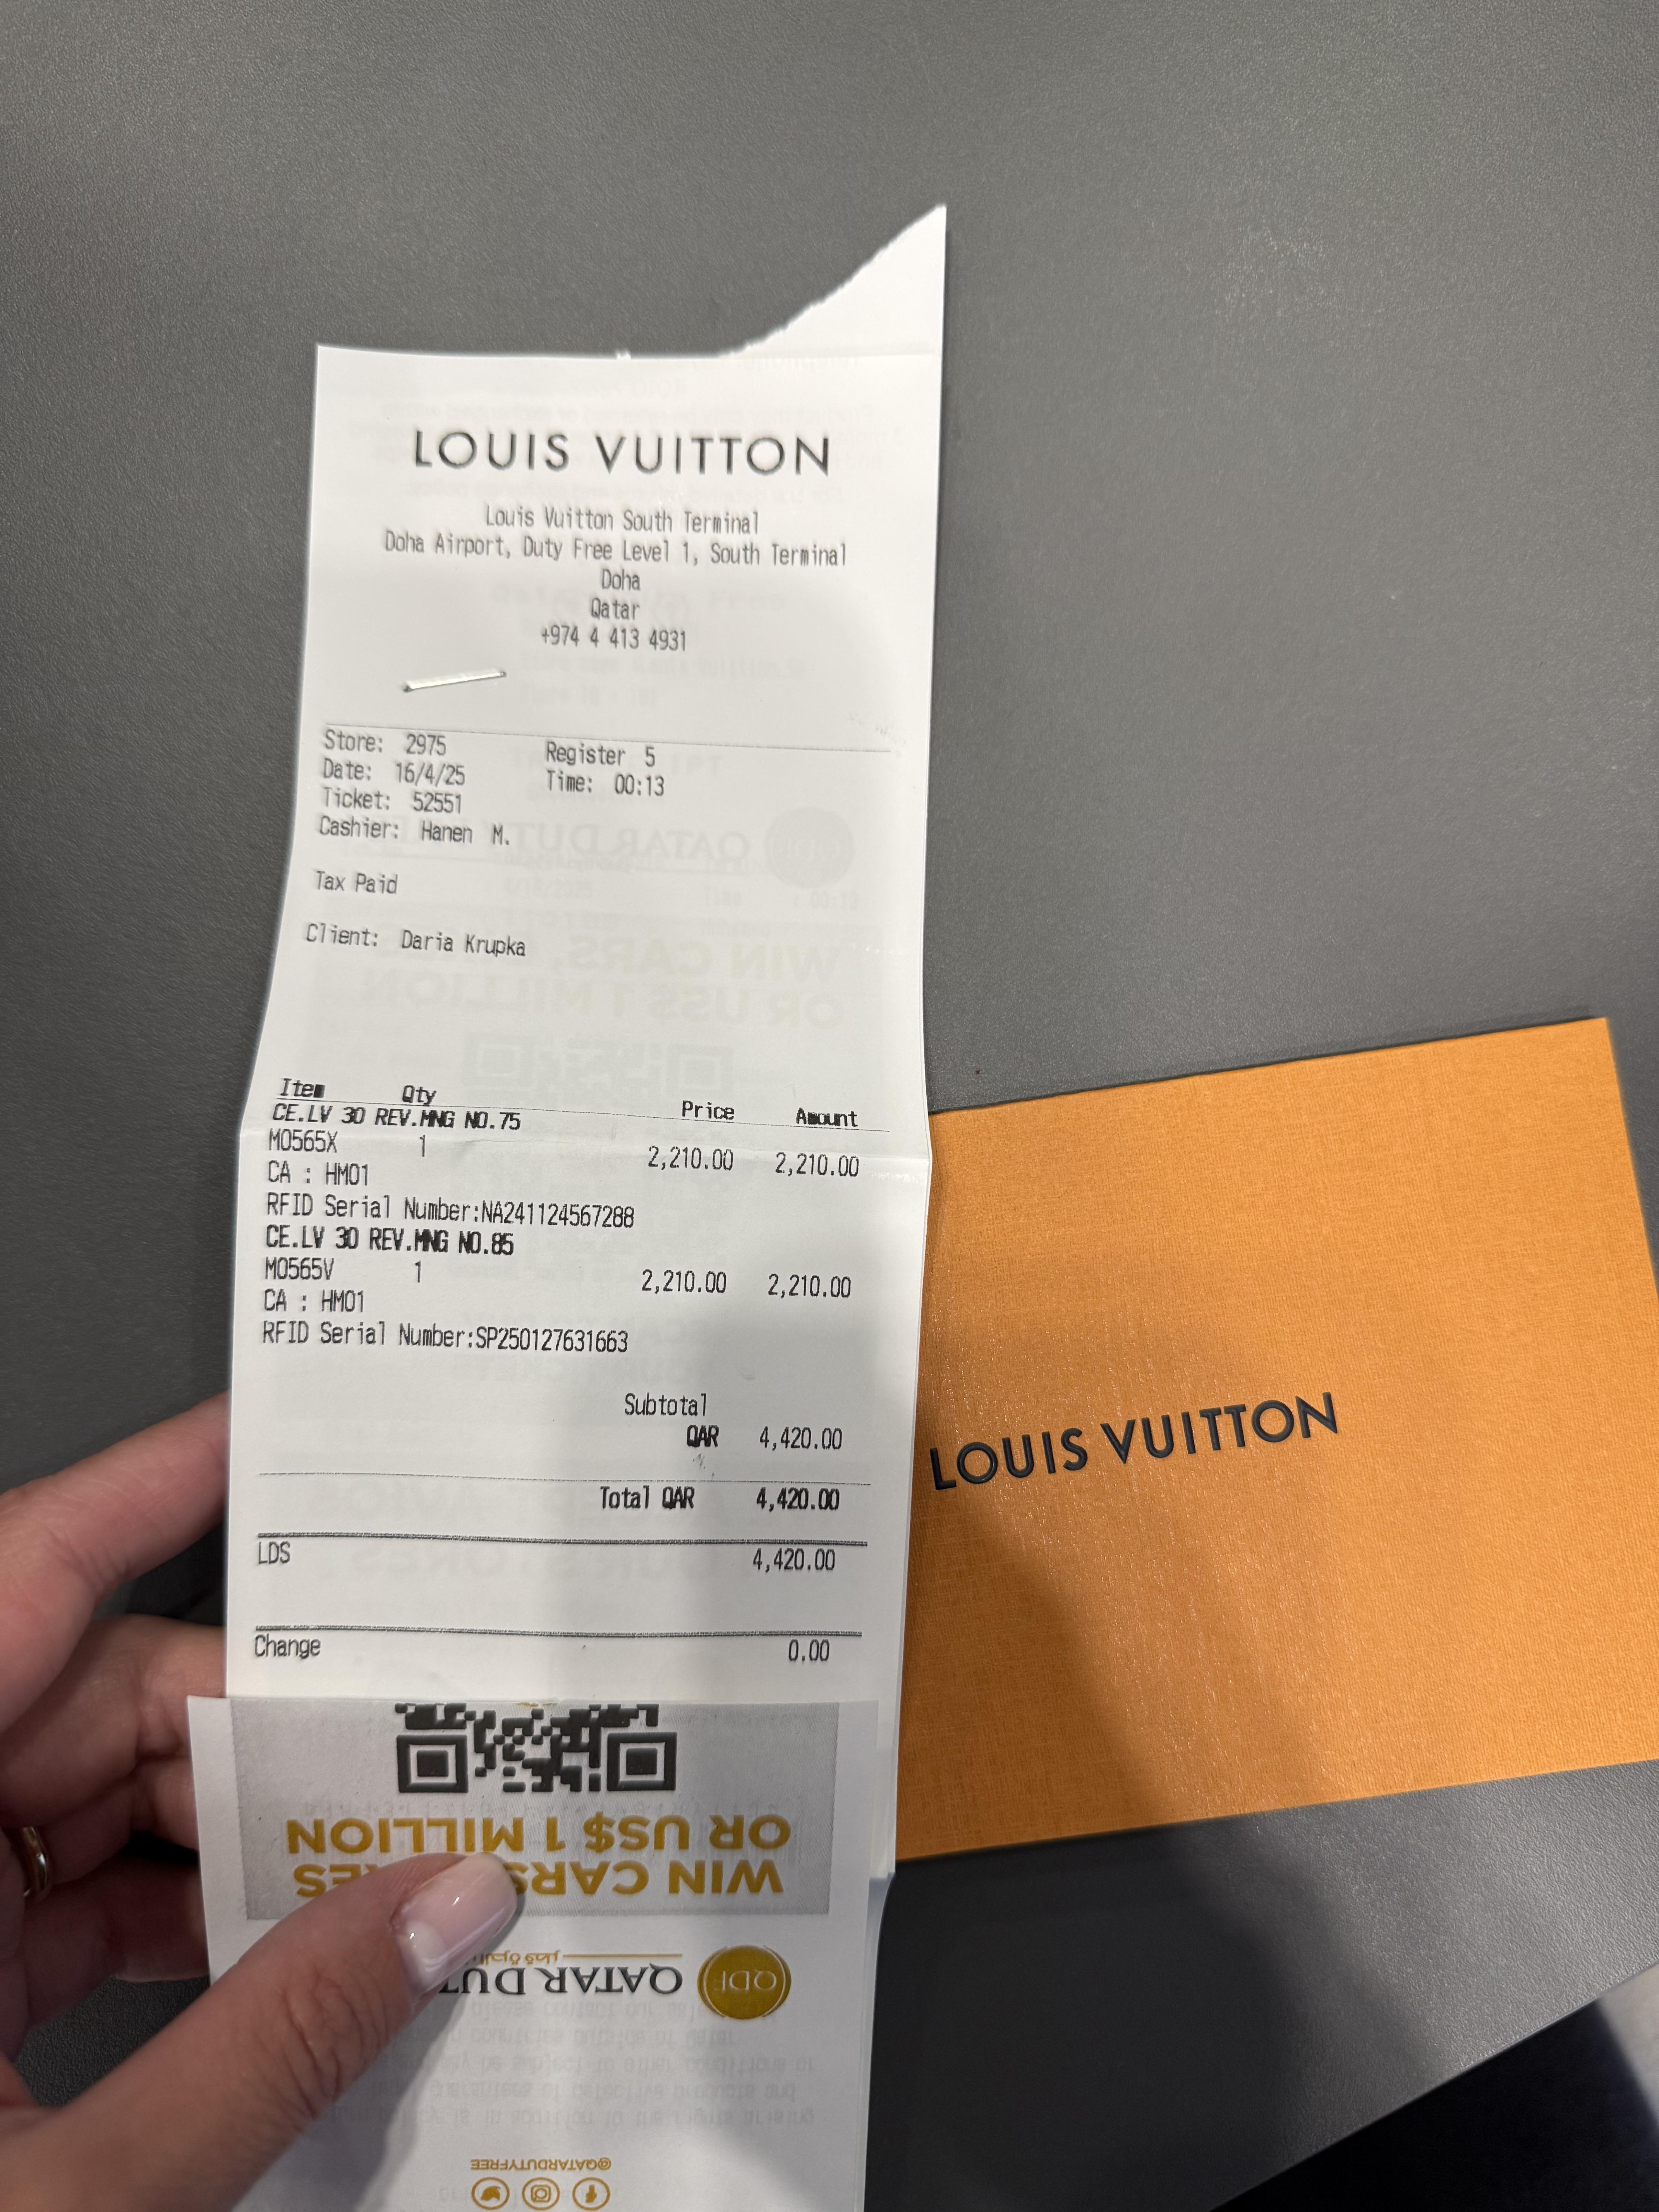 LOUIS VUITTON
Louis Vuitton South Terminal
Doha Airport, Duty Free Level 1, South Terminal
Doha
Qatar
+974 4 413 4931
Store: 2975 Register 5
Date: 16/4/25 Time: 00:13
Ticket: 52551
Cashier: Hanen M.
Tax Paid
Client: Daria Krupka
Item Qty Price Amount
CE.LV 30 REV.MNG NO.75
M0565X 1 2,210.00 2,210.00
CA : HM01
RFID Serial Number:NA241124567288
CE.LV 30 REV.MNG NO.85
M0565V 1 2,210.00 2,210.00
CA : HM01
RFID Serial Number:SP250127631663
Subtotal
QAR 4,420.00
Total QAR 4,420.00
LDS 4,420.00
Change 0.00
OR US$ 1 MILLION
WIN CARS
QATAR
QDF
@QATARDUTYFREE
LOUIS VUITTON